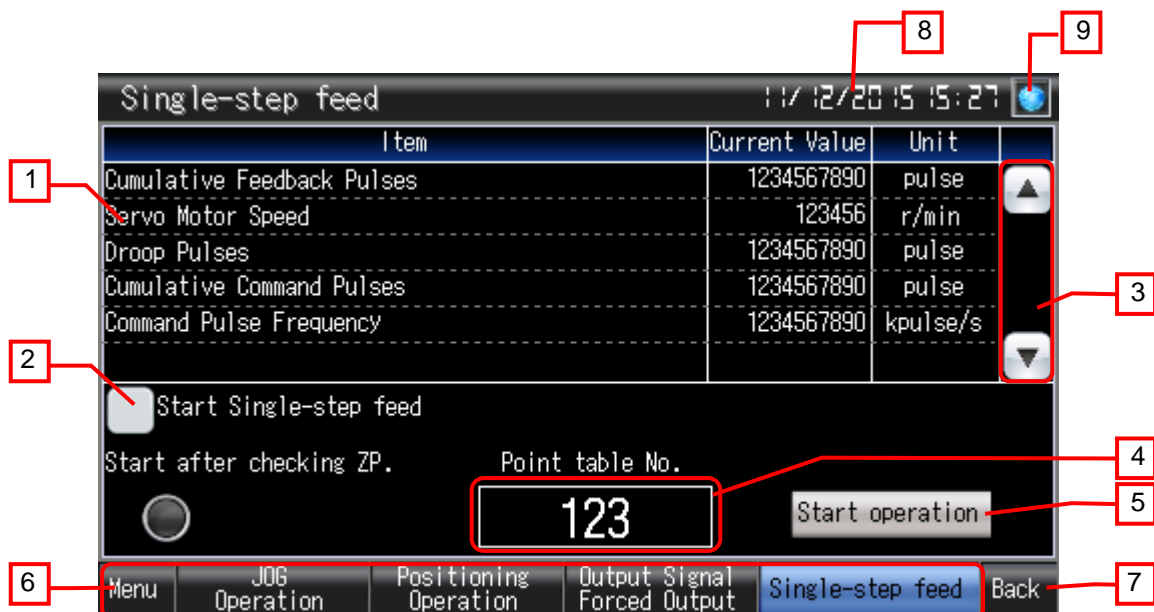 8 9
Single-step feed 11/12/2015 15:27
Item Current Value Unit
1
Cumulative Feedback Pulses 1234567890 pulse
Servo Motor Speed 123456 r/min
Droop Pulses 1234567890 pulse
Cumulative Command Pulses 1234567890 pulse
3
Command Pulse Frequency 1234567890 kpulse/s
2
Start Single-step feed
Start after checking ZP. Point table No. 4
123 Start operation 5
6 Menu JOG Operation Positioning Operation Output Signal Forced Output Single-step feed Back 7